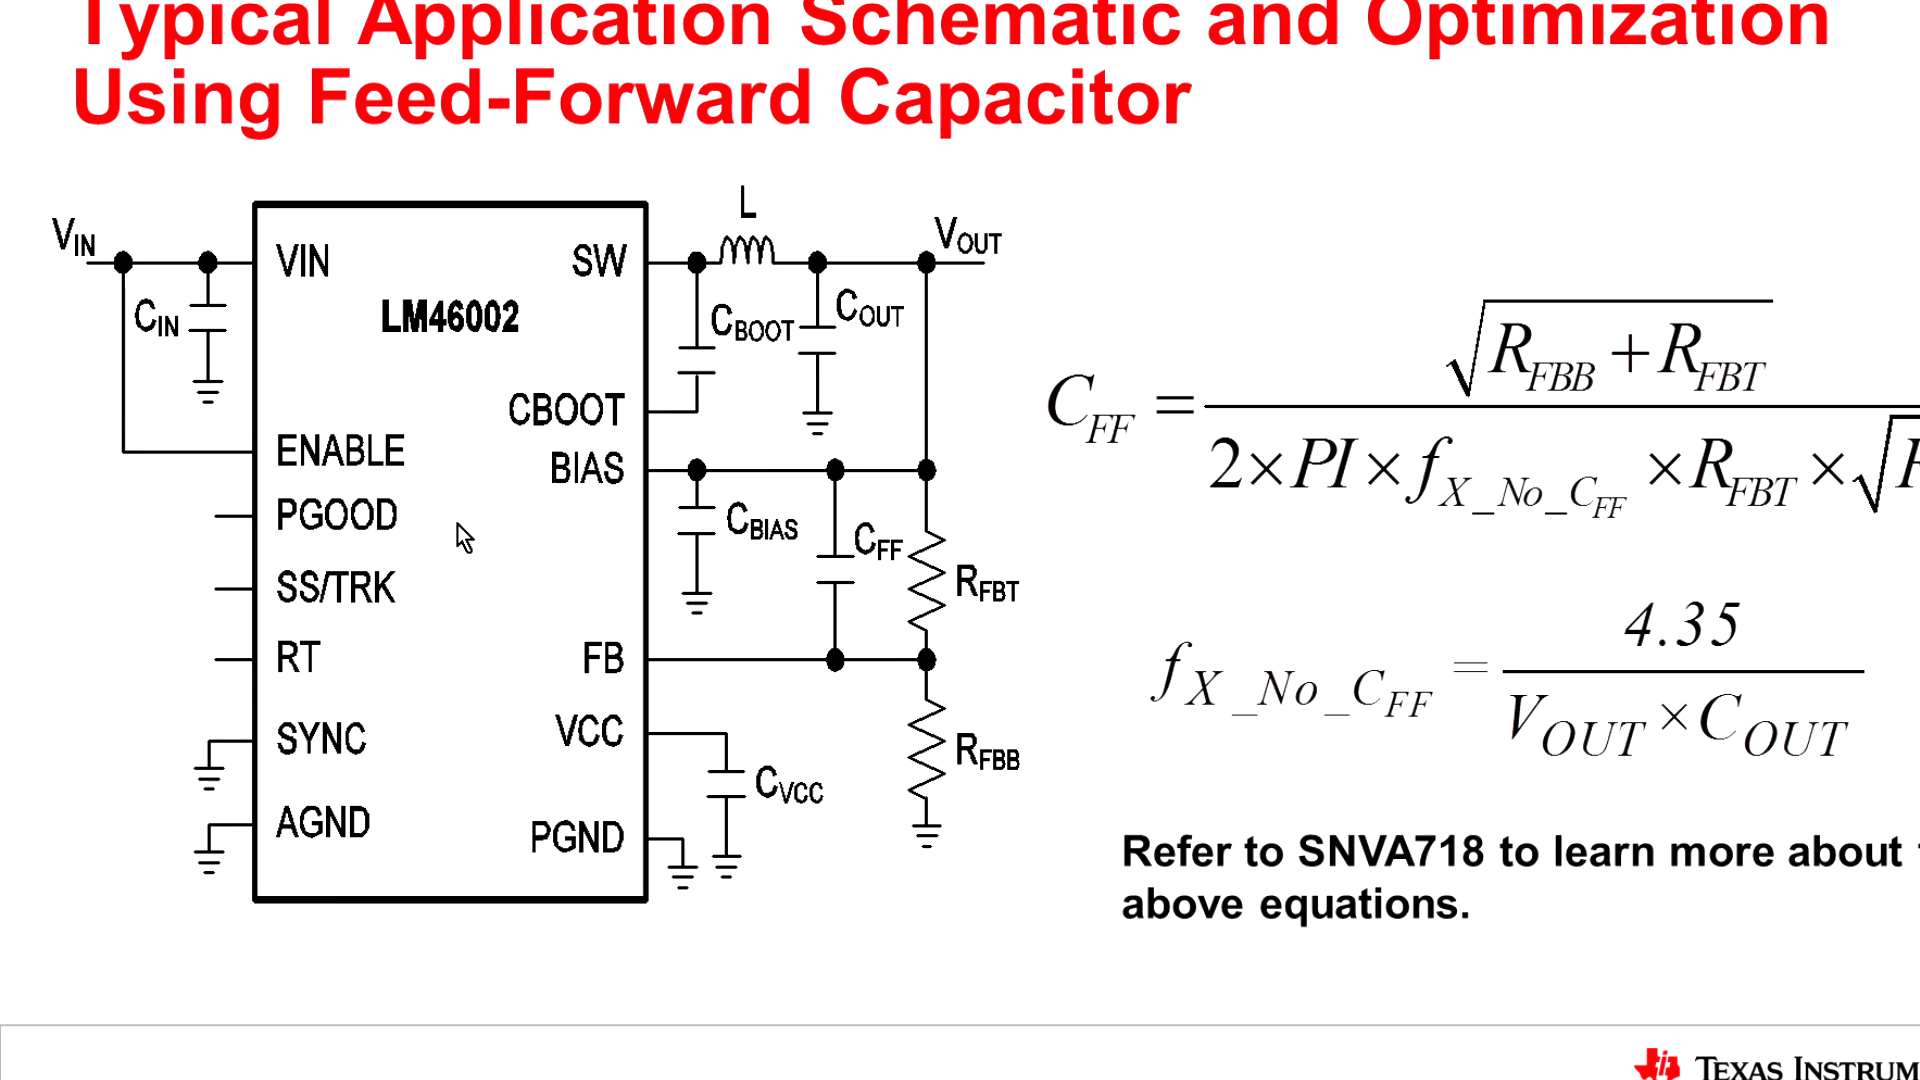 Typical Application Schematic and Optimization
Using Feed-Forward Capacitor
L
VIN
VOUT
VIN
SW
CIN
LM46002
CBOOT
COUT
CBOOT
ENABLE
BIAS
PGOOD
CBIAS
CFF
SS/TRK
RFBT
RT
FB
SYNC
VCC
RFBB
CVCC
AGND
PGND
CFF = √RFBB + RFBT
2×PI×fX_No_CFF ×RFBT ×√
fX_No_CFF = 4.35
VOUT ×COUT
Refer to SNVA718 to learn more about
above equations.
TEXAS INSTRUM